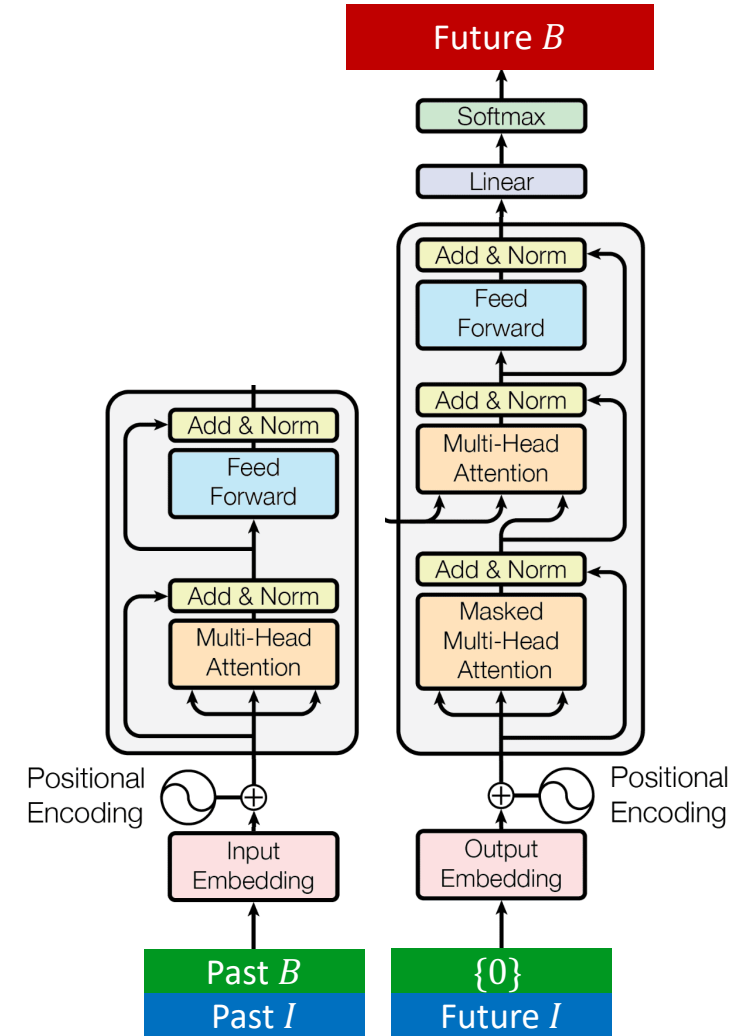 Future B
Softmax
Linear
Add & Norm
Feed
Forward
Add & Norm
Multi-Head
Attention
Add & Norm
Masked
Multi-Head
Attention
Positional
Encoding
Output
Embedding
{0}
Future I
Add & Norm
Feed
Forward
Add & Norm
Multi-Head
Attention
Positional
Encoding
Input
Embedding
Past B
Past I